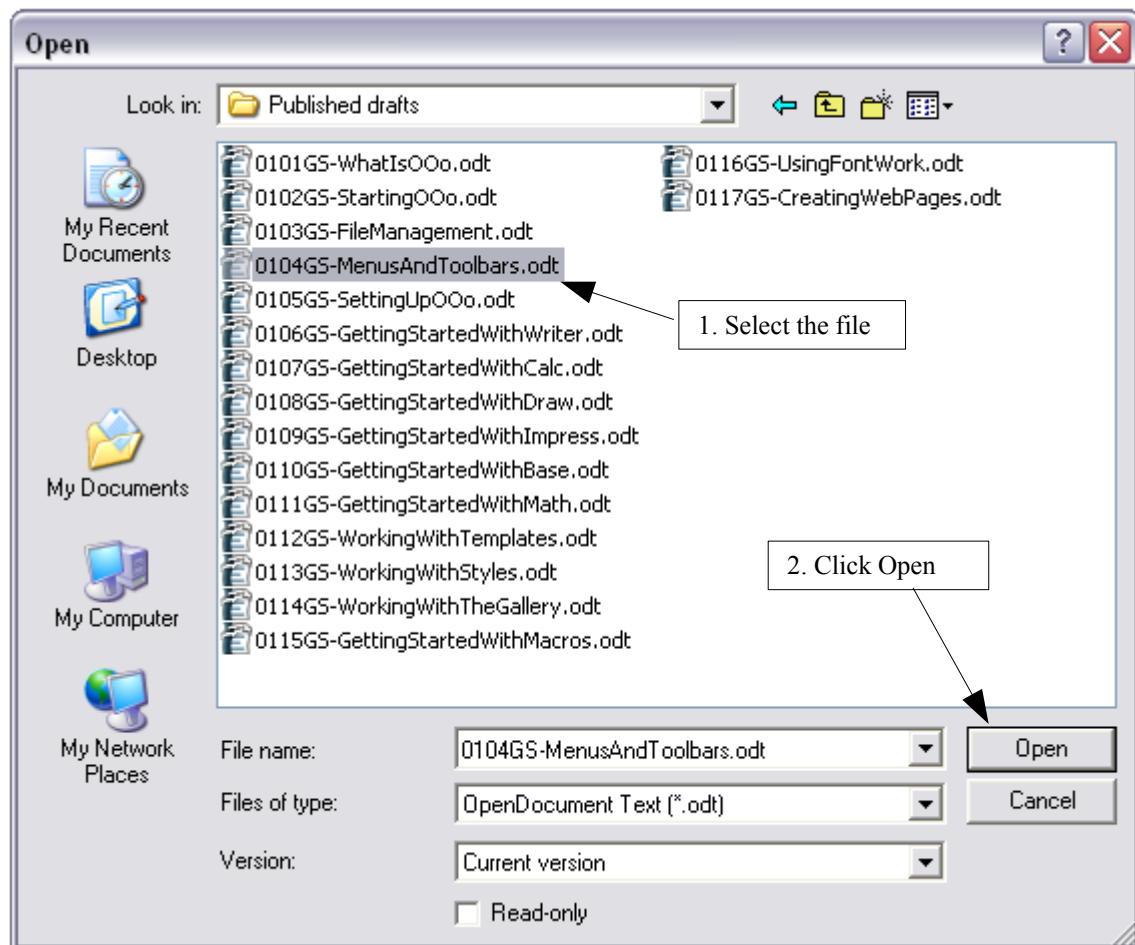 Open
Look in:
Published drafts
My Recent
Documents
Desktop
My Documents
My Computer
My Network
Places
0101GS-WhatIsOOo.odt
0102GS-StartingOOo.odt
0103GS-FileManagement.odt
0104GS-MenusAndToolbars.odt
0105GS-SettingUpOOo.odt
0106GS-GettingStartedWithWriter.odt
0107GS-GettingStartedWithCalc.odt
0108GS-GettingStartedWithDraw.odt
0109GS-GettingStartedWithImpress.odt
0110GS-GettingStartedWithBase.odt
0111GS-GettingStartedWithMath.odt
0112GS-WorkingWithTemplates.odt
0113GS-WorkingWithStyles.odt
0114GS-WorkingWithTheGallery.odt
0115GS-GettingStartedWithMacros.odt
0116GS-UsingFontWork.odt
0117GS-CreatingWebPages.odt
1. Select the file
2. Click Open
File name:
0104GS-MenusAndToolbars.odt
Open
Files of type:
OpenDocument Text (*.odt)
Cancel
Version:
Current version
Read-only